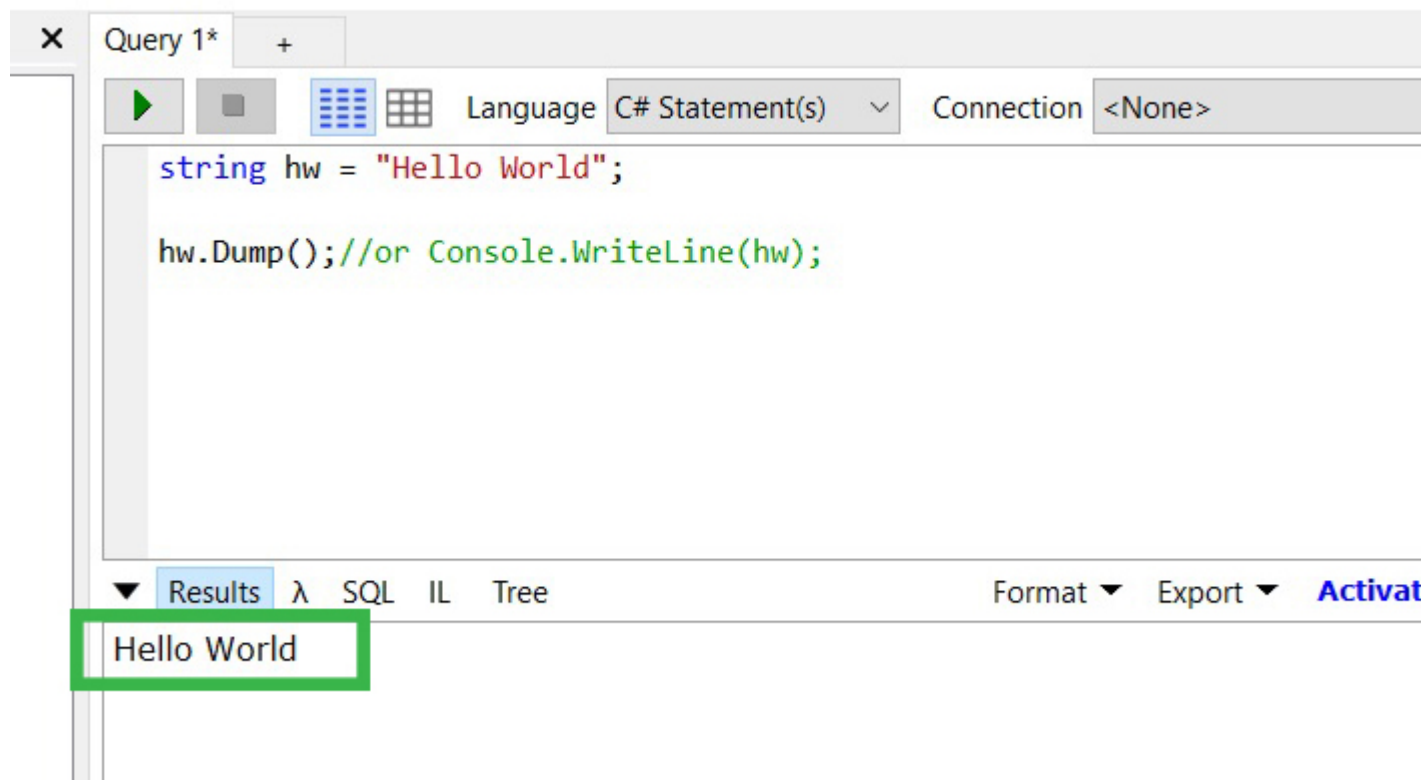 Query 1* +
Language C# Statement(s) Connection <None>
string hw = "Hello World";
hw.Dump();//or Console.WriteLine(hw);
Results λ SQL IL Tree Format Export Activat
Hello World